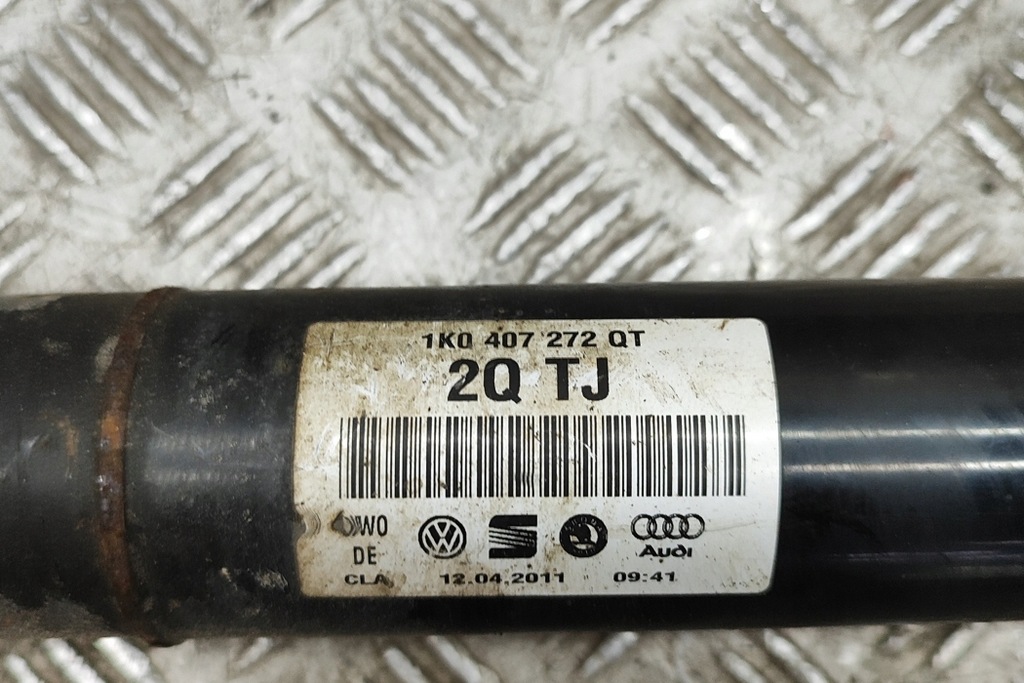 1K0 407 272 QT
2Q TJ
WO
DE
Audi
CLA 12.04.2011 09:41